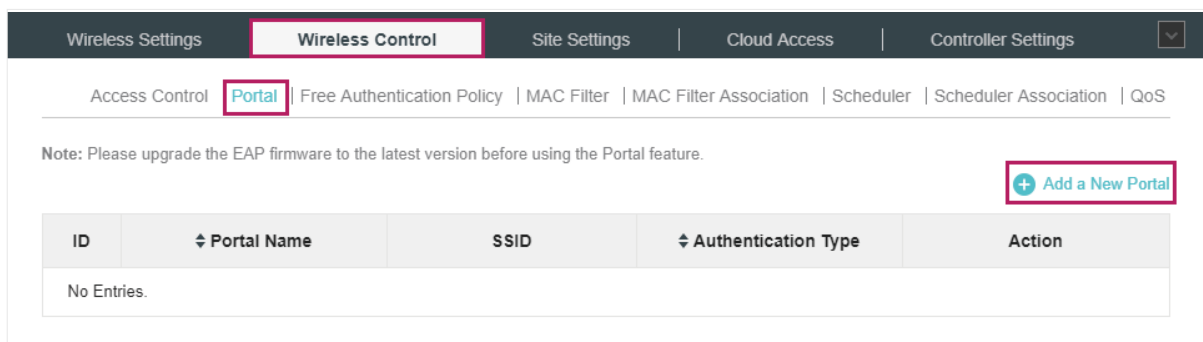 Wireless Settings Wireless Control Site Settings | Cloud Access | Controller Settings
Access Control Portal | Free Authentication Policy | MAC Filter | MAC Filter Association | Scheduler | Scheduler Association | QoS
Note: Please upgrade the EAP firmware to the latest version before using the Portal feature.
Add a New Portal
ID Portal Name SSID Authentication Type Action
No Entries.